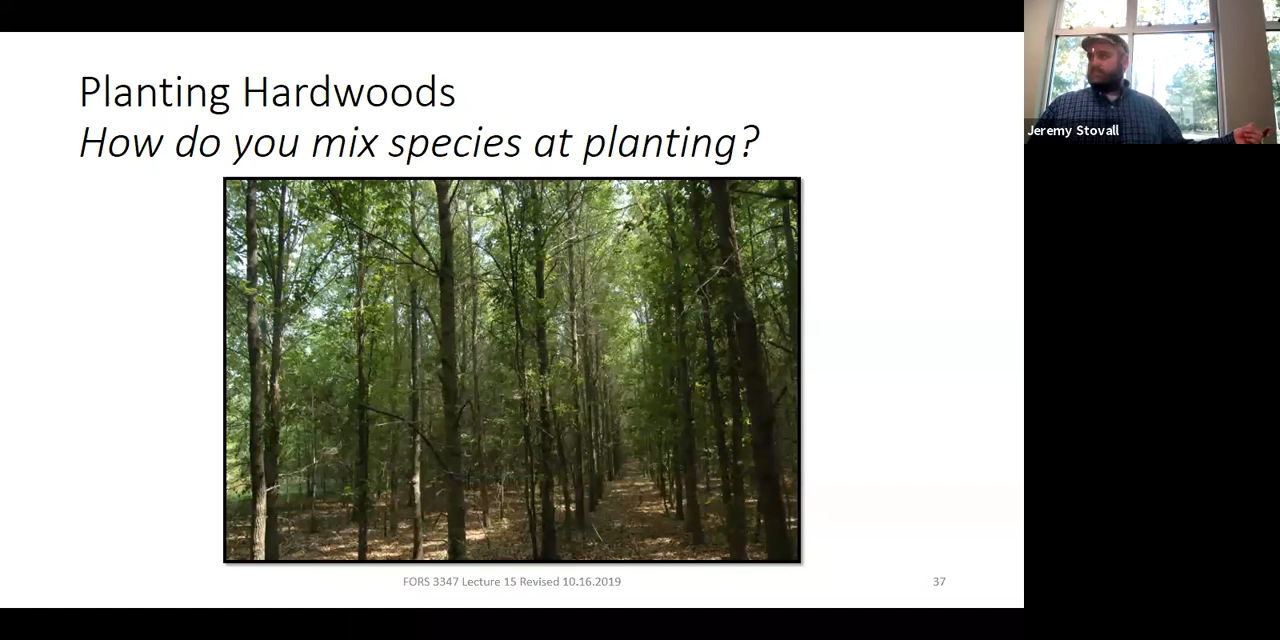 Planting Hardwoods
How do you mix species at planting?
Jeremy Stovall
FORS 3347 Lecture 15 Revised 10.16.2019
37